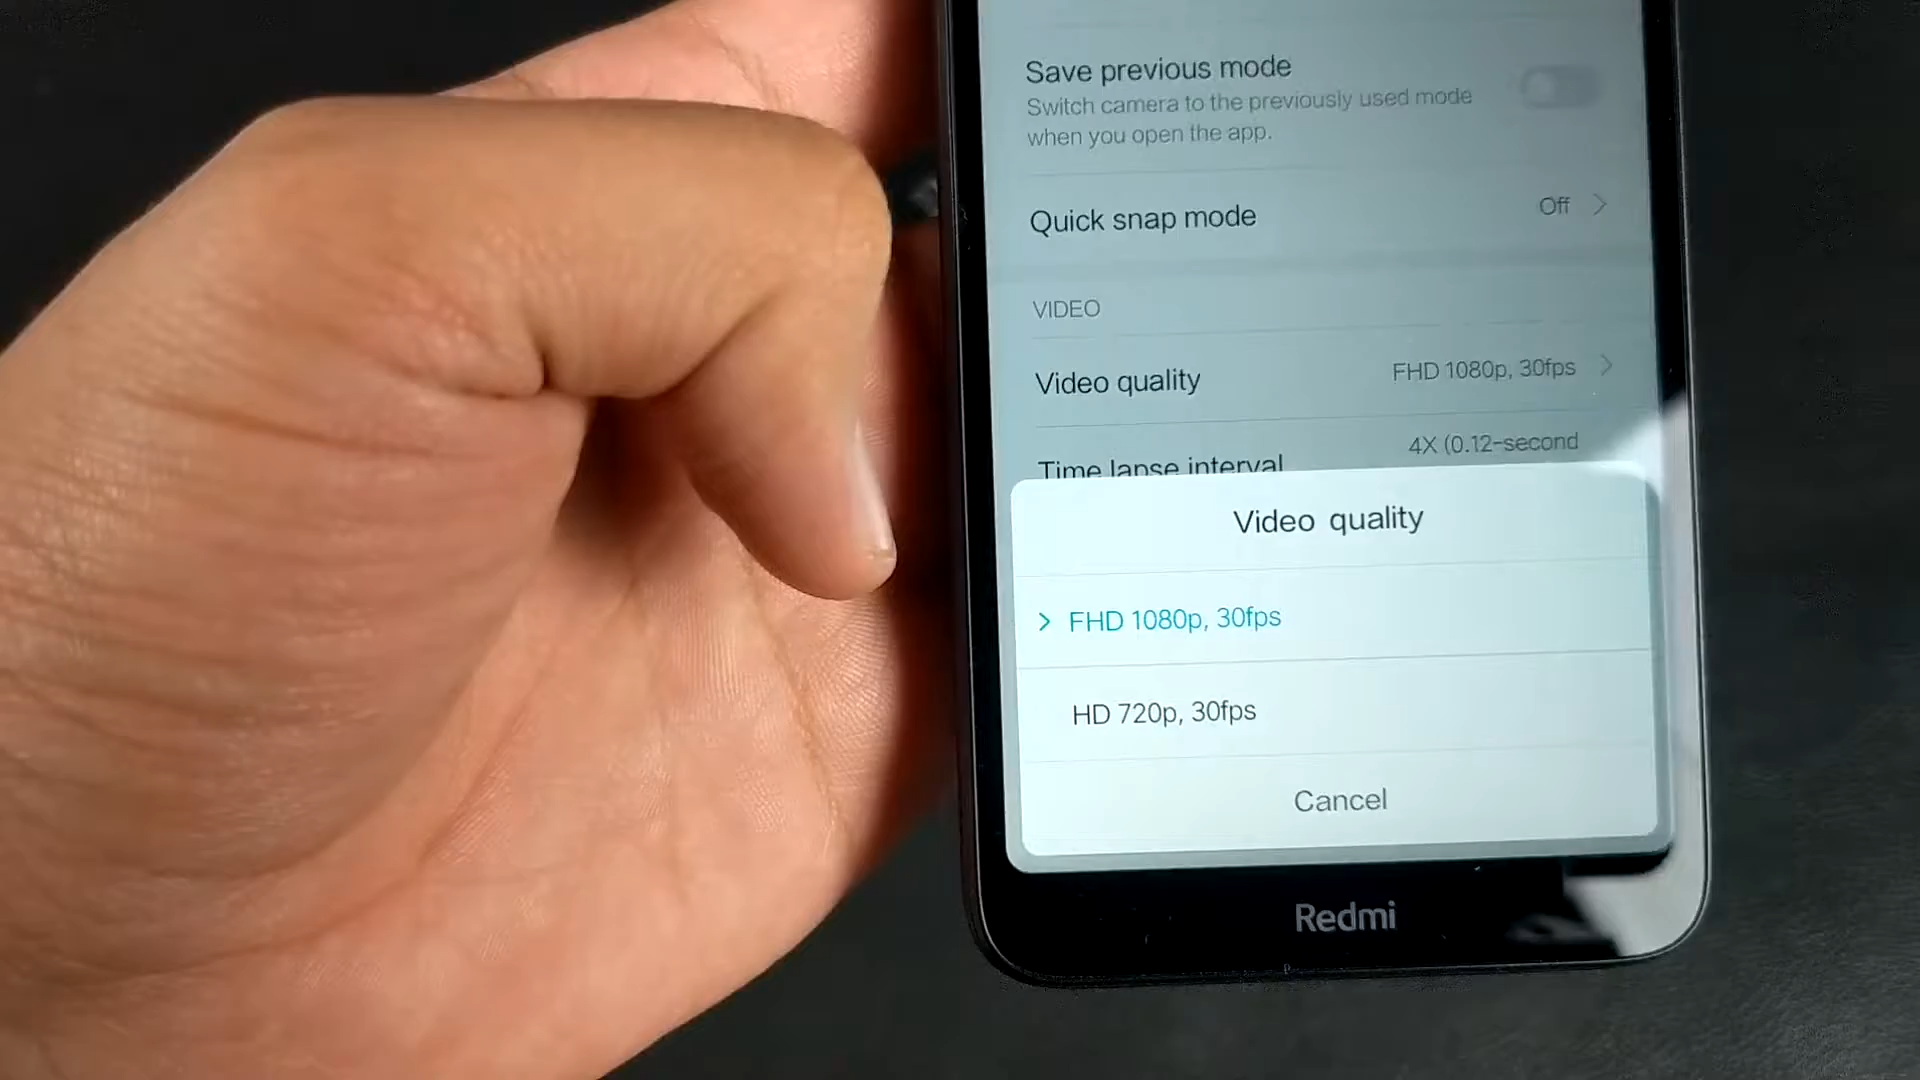 Save previous mode
Switch camera to the previously used mode
when you open the app.
Quick snap mode
Off
VIDEO
Video quality
FHD 1080p, 30fps
4X (0.12-second
Time lapse interval
Video quality
FHD 1080p, 30fps
HD 720p, 30fps
Cancel
Redmi